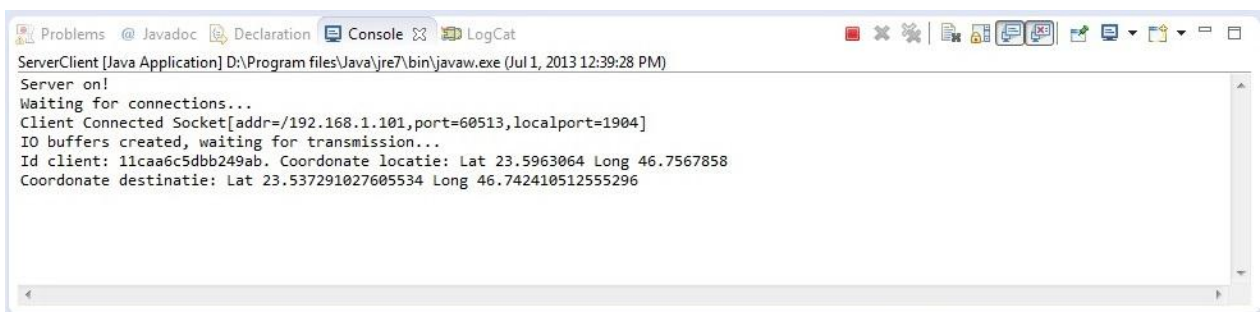 Problems @ Javadoc Declaration Console LogCat
ServerClient [Java Application] D:\Program files\Java\jre7\bin\javaw.exe (Jul 1, 2013 12:39:28 PM)
Server on!
Waiting for connections...
Client Connected Socket[addr=/192.168.1.101,port=60513,localport=1904]
IO buffers created, waiting for transmission...
Id client: 11caa6c5dbb249ab. Coordonate locatie: Lat 23.5963064 Long 46.7567858
Coordonate destinatie: Lat 23.537291027605534 Long 46.742410512555296